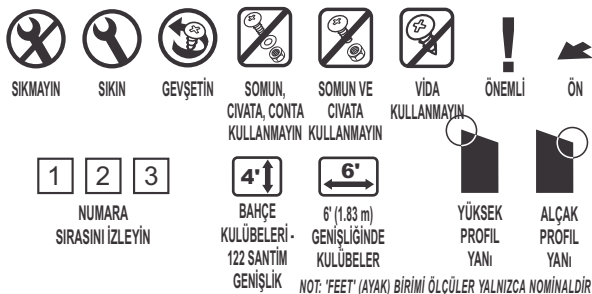 SIKMAYIN
SIKIN
GEVŞETİN
SOMUN,
CIVATA, CONTA
KULLANMAYIN
SOMUN VE
CIVATA
KULLANMAYIN
VİDA
KULLANMAYIN
ÖNEMLİ
ÖN
1 2 3
NUMARA
SIRASINI İZLEYİN
4'
BAHÇE
KULÜBELERİ -
122 SANTİM
GENİŞLİK
6'
6' (1.83 m)
GENİŞLİĞİNDE
KULÜBELER
YÜKSEK
PROFIL
YANı
ALÇAK
PROFIL
YANı
NOT: 'FEET' (AYAK) BİRİMİ ÖLÇÜLER YALNIZCA NOMİNALDİR